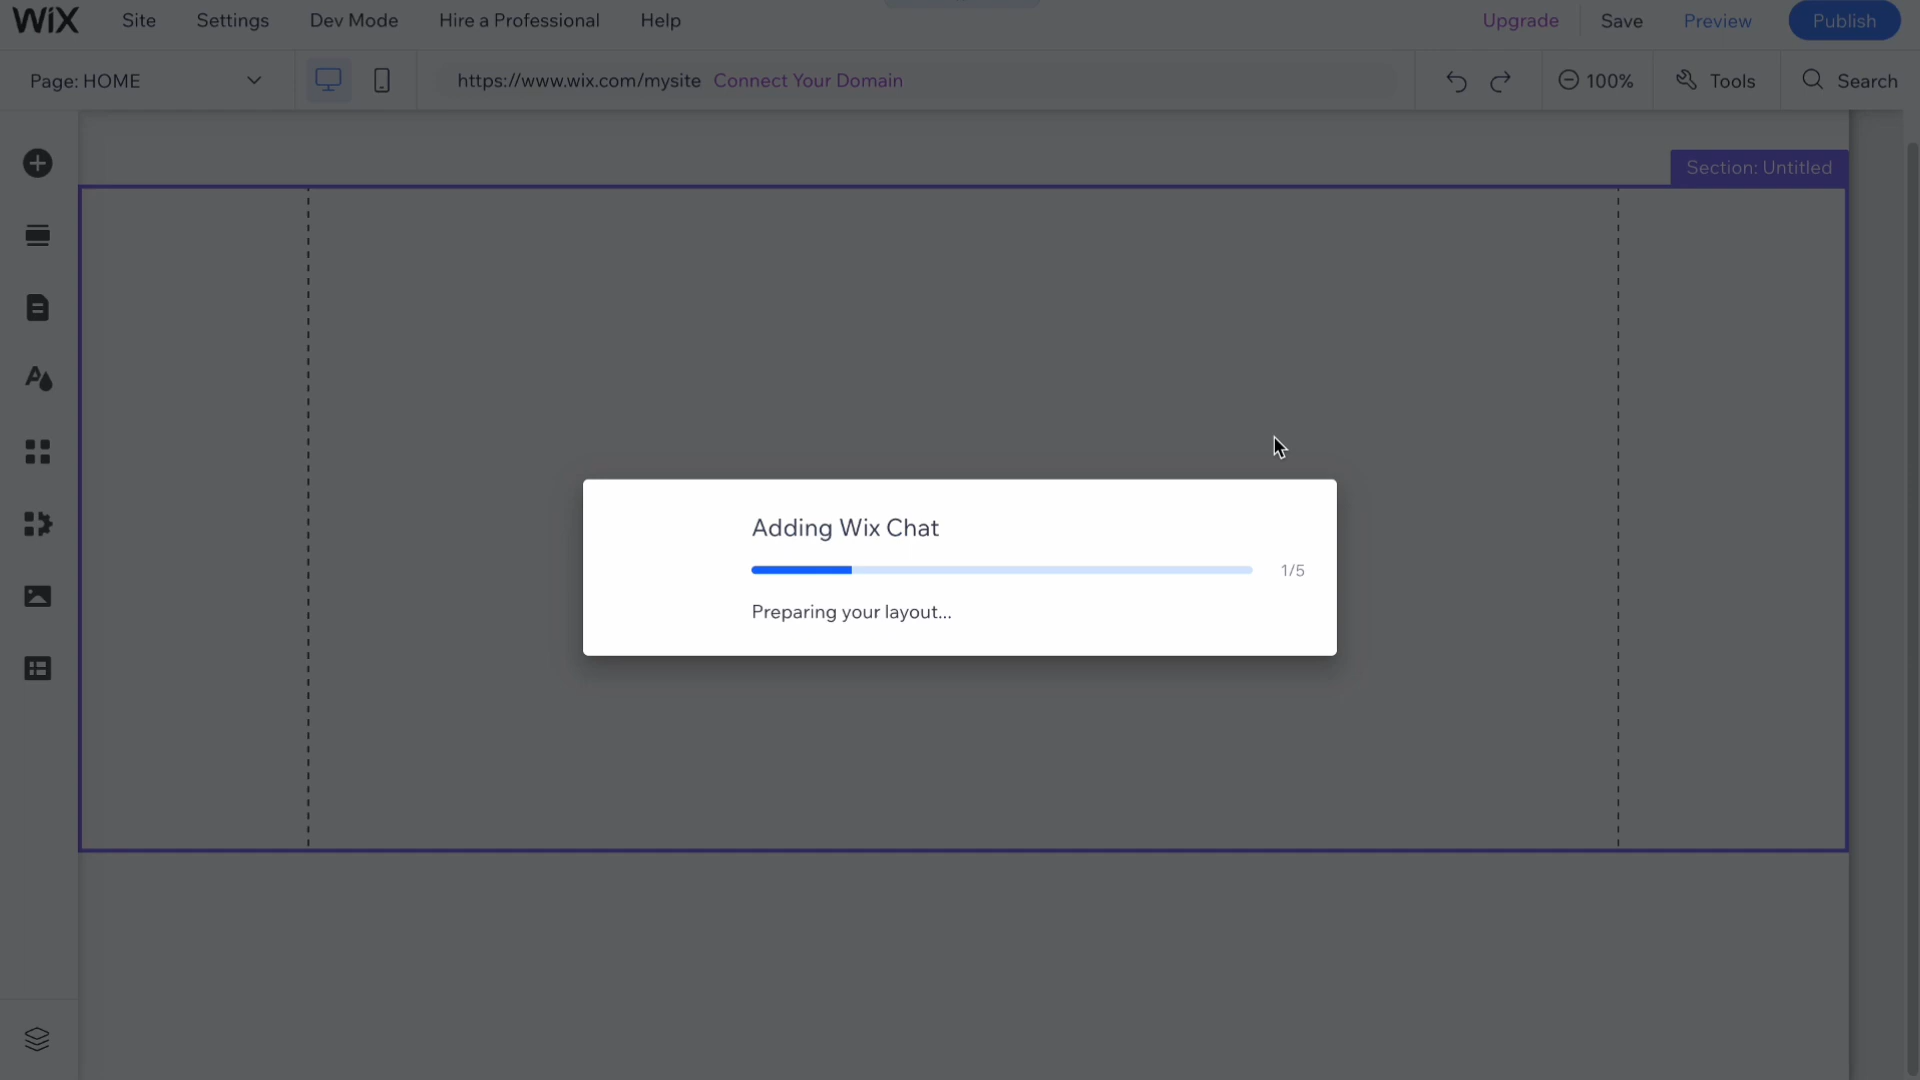 WiX Site Settings Dev Mode Hire a Professional Help Upgrade Save Preview Publish
Page: HOME https://www.wix.com/mysite Connect Your Domain 100% Tools Search
Section: Untitled
Adding Wix Chat
1/5
Preparing your layout...